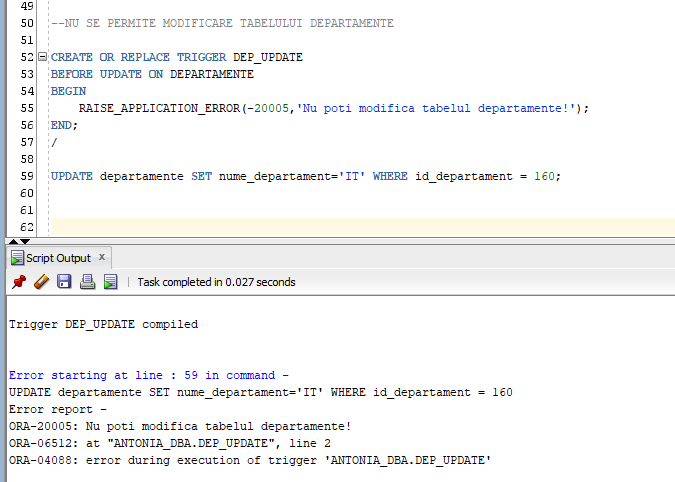 49
50 --NU SE PERMITE MODIFICARE TABELULUI DEPARTAMENTE
51
52 CREATE OR REPLACE TRIGGER DEP_UPDATE
53 BEFORE UPDATE ON DEPARTAMENTE
54 BEGIN
55     RAISE_APPLICATION_ERROR(-20005,'Nu poti modifica tabelul departamente!');
56 END;
57 /
58
59 UPDATE departamente SET nume_departament='IT' WHERE id_departament = 160;
60
61
62
Script Output x
Task completed in 0.027 seconds
Trigger DEP_UPDATE compiled
Error starting at line : 59 in command -
UPDATE departamente SET nume_departament='IT' WHERE id_departament = 160
Error report -
ORA-20005: Nu poti modifica tabelul departamente!
ORA-06512: at "ANTONIA_DBA.DEP_UPDATE", line 2
ORA-04088: error during execution of trigger 'ANTONIA_DBA.DEP_UPDATE'